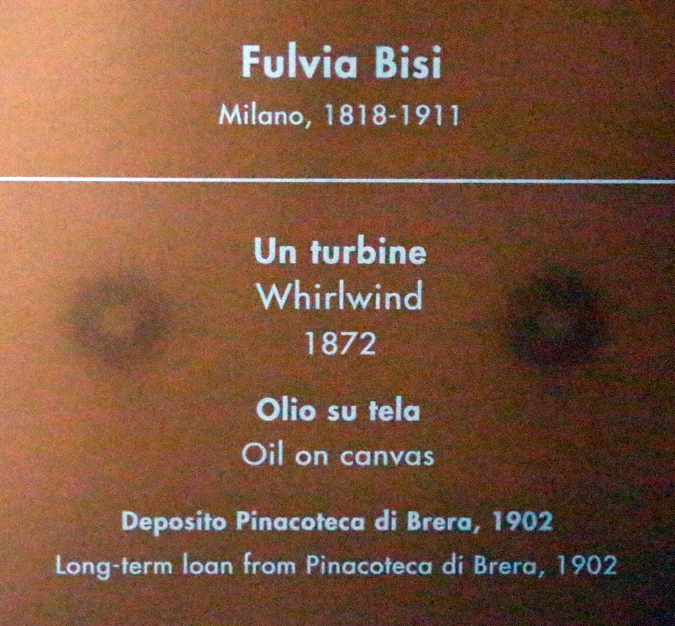 Fulvia Bisi
Milano, 1818-1911
Un turbine
Whirlwind
1872
Olio su tela
Oil on canvas
Deposito Pinacoteca di Brera, 1902
Long-term loan from Pinacoteca di Brera, 1902